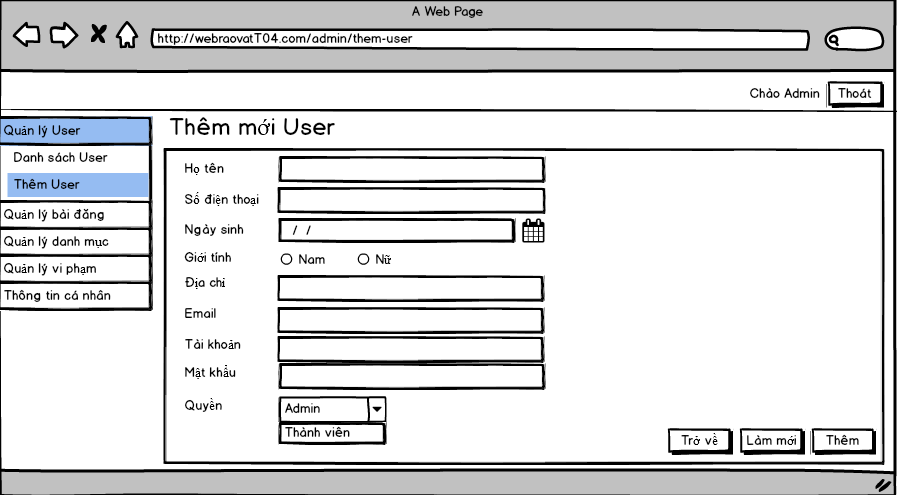 A Web Page
http://webraovatT04.com/admin/them-user
Chào Admin Thoát
Quản lý User
Danh sách User
Thêm User
Quản lý bài đăng
Quản lý danh mục
Quản lý vi phạm
Thông tin cá nhân
Thêm mới User
Họ tên
Số điện thoại
Ngày sinh / /
Giới tính Nam Nữ
Địa chỉ
Email
Tài khoản
Mật khẩu
Quyền Admin
Thành viên
Trở về Làm mới Thêm